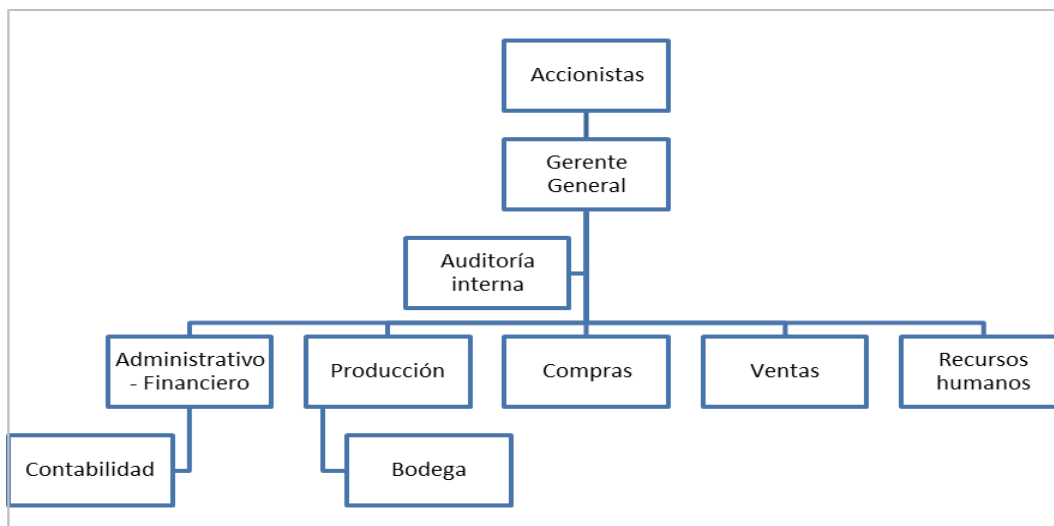 Accionistas
Gerente
General
Auditoría
interna
Administrativo
- Financiero
Producción
Compras
Ventas
Recursos
humanos
Contabilidad
Bodega